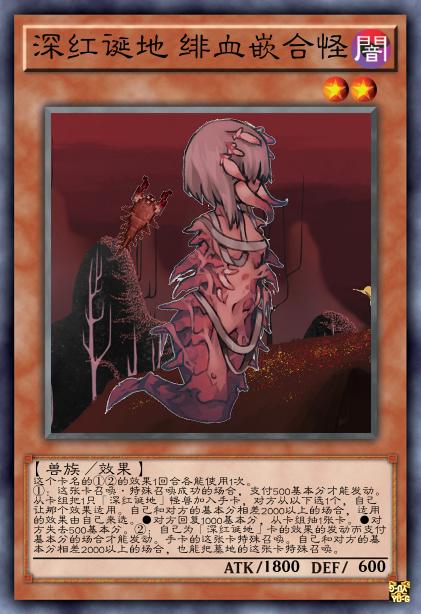 深红诞地 绯血嵌合怪
闇
【兽族／效果】
这个卡名的①②的效果1回合各能使用1次。
①：这张卡召唤·特殊召唤成功的场合，支付500基本分才能发动。
从卡组把1只「深红诞地」怪兽加入手卡，对方从以下选1个，自己
让那个效果适用。自己和对方的基本分相差2000以上的场合，适用
的效果由自己来选。●对方回复1000基本分，从卡组抽1张卡。●对
方失去500基本分。②：自己为「深红诞地」卡的效果的发动而支付
基本分的场合才能发动。手卡的这张卡特殊召唤。自己和对方的基
本分相差2000以上的场合，也能把墓地的这张卡特殊召唤。
ATK/1800 DEF/ 600